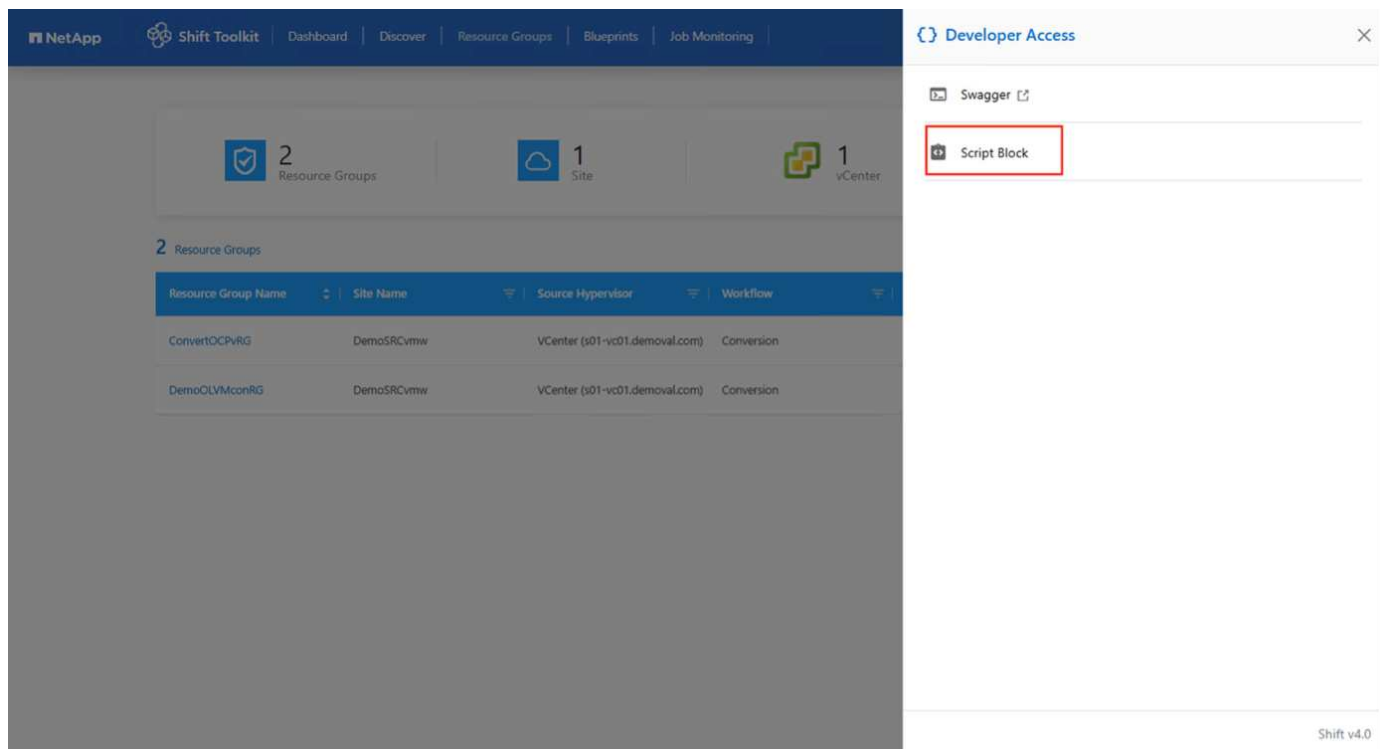 NetApp Shift Toolkit Dashboard Discover Resource Groups Blueprints Job Monitoring
{} Developer Access
Swagger
Script Block
2 Resource Groups
1 Site
1 vCenter
2 Resource Groups
Resource Group Name Site Name Source Hypervisor Workflow
ConvertOCPvRG DemoSRCvmw VCenter (s01-vc01.demoval.com) Conversion
DemoOLVMconRG DemoSRCvmw VCenter (s01-vc01.demoval.com) Conversion
Shift v4.0